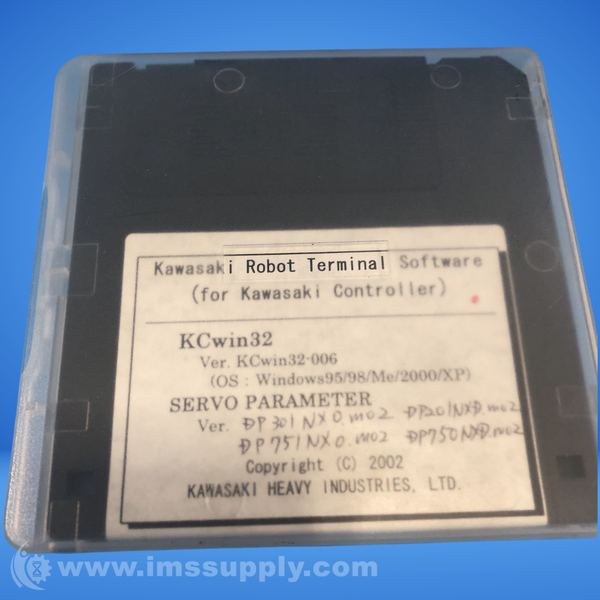 Kawasaki Robot Terminal Software
(for Kawasaki Controller)
KCwin32
Ver. KCwin32-006
(OS : Windows95/98/Me/2000/XP)
SERVO PARAMETER
Ver. DP301NX0.m02 DP201NXD.m02
DP751NX0.m02 DP750NXD.m02
Copyright (C) 2002
KAWASAKI HEAVY INDUSTRIES, LTD.
© www.imssupply.com